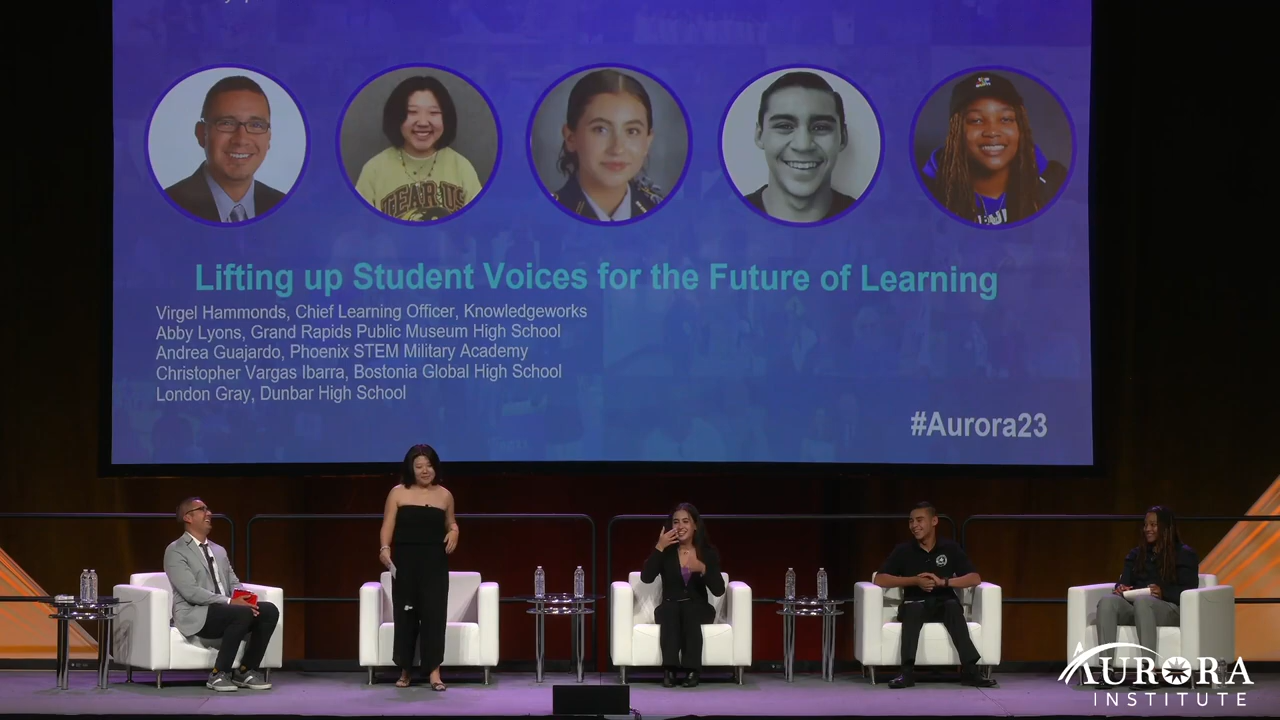 TEAR US
Lifting up Student Voices for the Future of Learning
Virgel Hammonds, Chief Learning Officer, Knowledgeworks
Abby Lyons, Grand Rapids Public Museum High School
Andrea Guajardo, Phoenix STEM Military Academy
Christopher Vargas Ibarra, Bostonia Global High School
London Gray, Dunbar High School
#Aurora23
AURORA
INSTITUTE